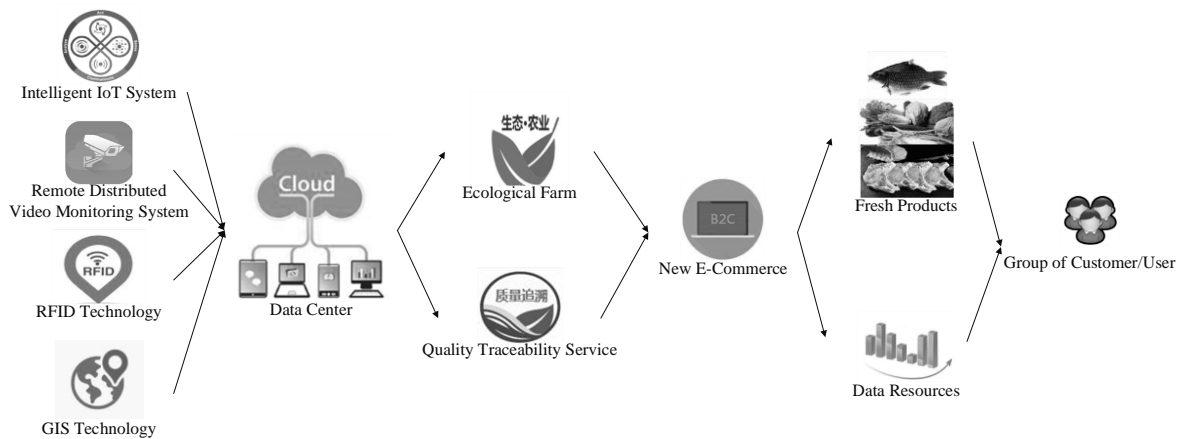 Intelligent IoT System
Remote Distributed
Video Monitoring System
RFID
RFID Technology
GIS Technology
Cloud
Data Center
生态·农业
Ecological Farm
质量追溯
Quality Traceability Service
B2C
New E-Commerce
Fresh Products
Data Resources
Group of Customer/User